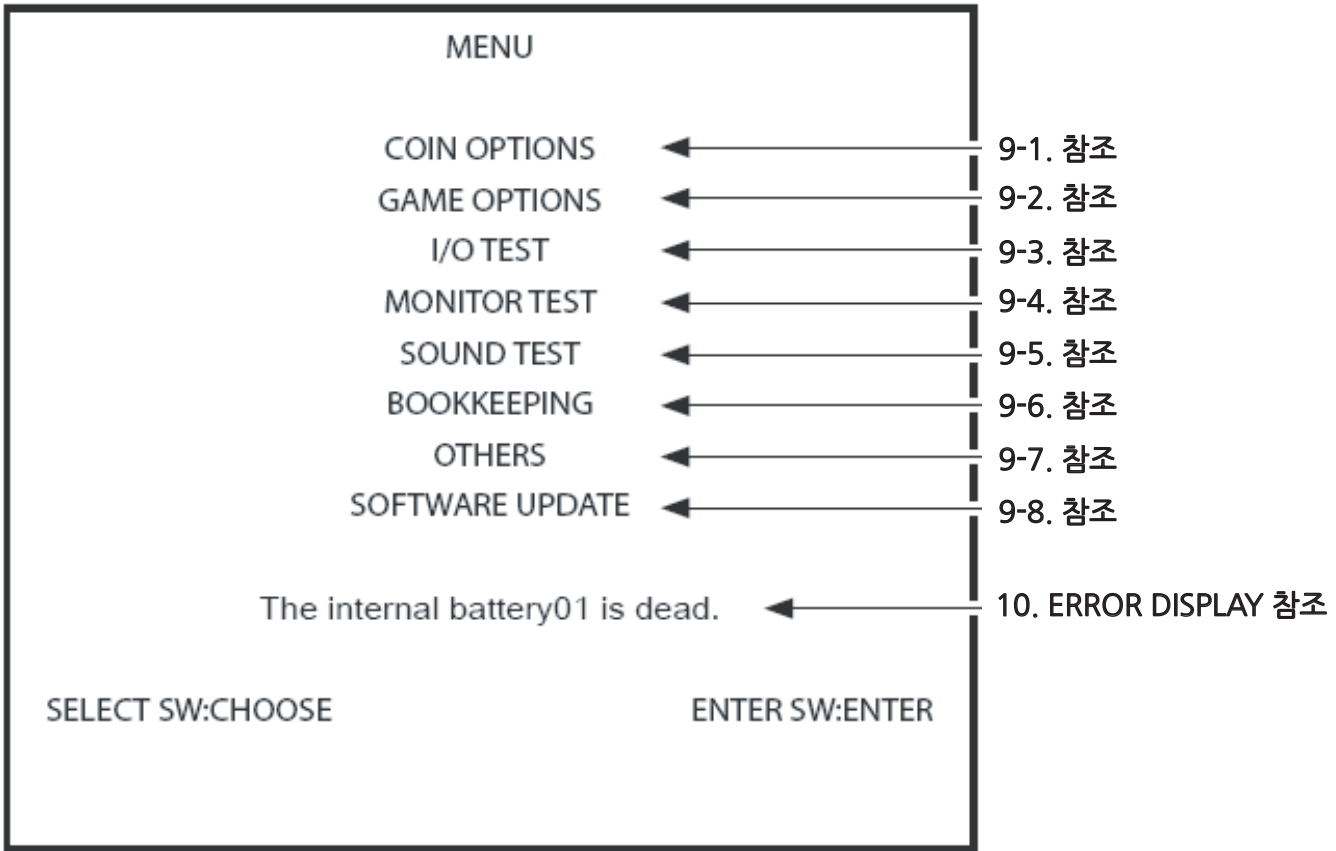 MENU
COIN OPTIONS 9-1. 참조
GAME OPTIONS 9-2. 참조
I/O TEST 9-3. 참조
MONITOR TEST 9-4. 참조
SOUND TEST 9-5. 참조
BOOKKEEPING 9-6. 참조
OTHERS 9-7. 참조
SOFTWARE UPDATE 9-8. 참조
The internal battery01 is dead. 10. ERROR DISPLAY 참조
SELECT SW:CHOOSE ENTER SW:ENTER